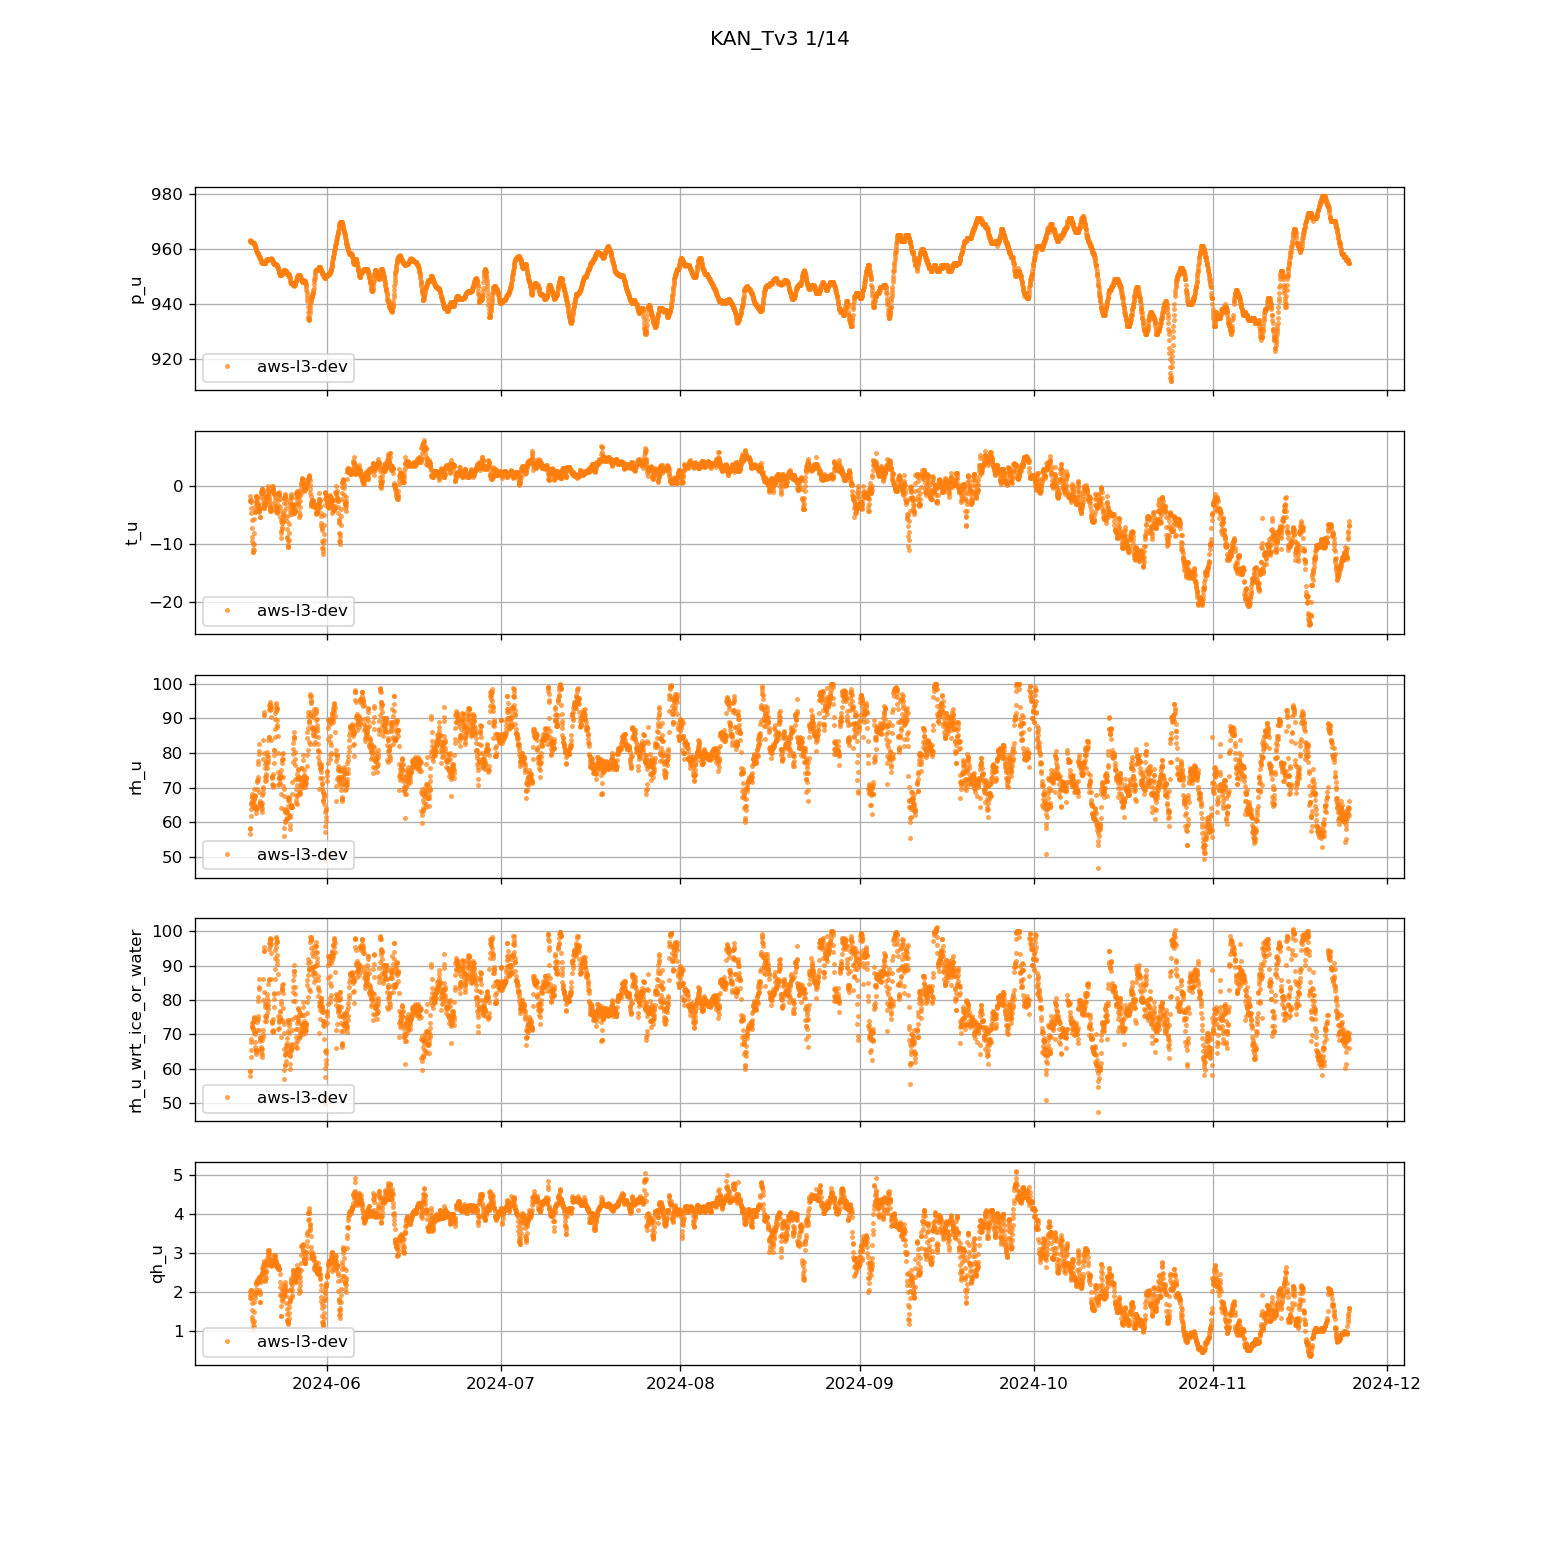 KAN_Tv3 1/14
980
960
940
920
p_u
aws-l3-dev
0
−10
−20
t_u
aws-l3-dev
100
90
80
70
60
50
rh_u
aws-l3-dev
100
90
80
70
60
50
rh_u_wrt_ice_or_water
aws-l3-dev
5
4
3
2
1
qh_u
aws-l3-dev
2024-06 2024-07 2024-08 2024-09 2024-10 2024-11 2024-12